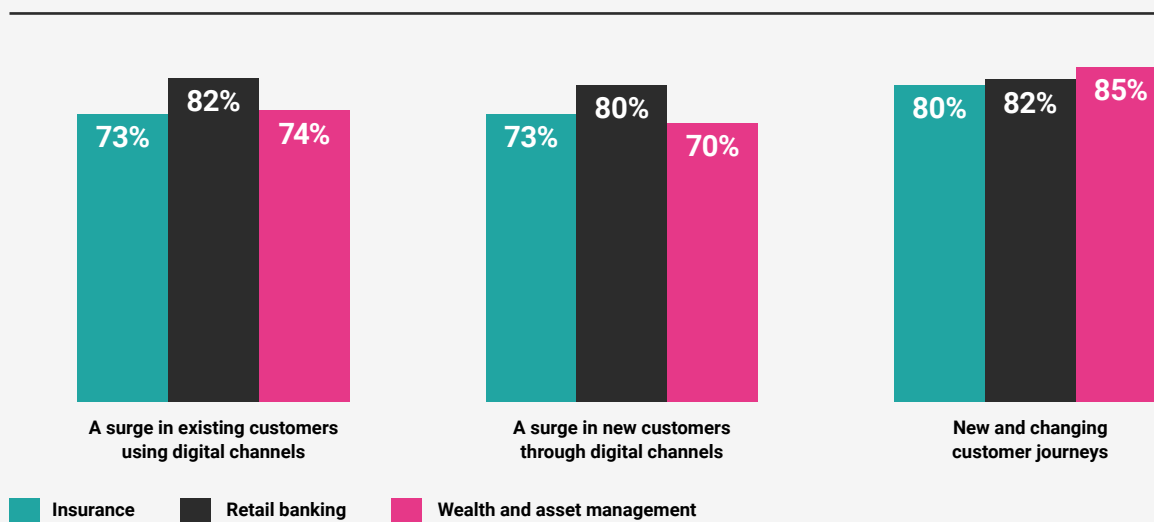 73%
82%
74%
73%
80%
70%
80%
82%
85%
A surge in existing customers
using digital channels
A surge in new customers
through digital channels
New and changing
customer journeys
Insurance
Retail banking
Wealth and asset management